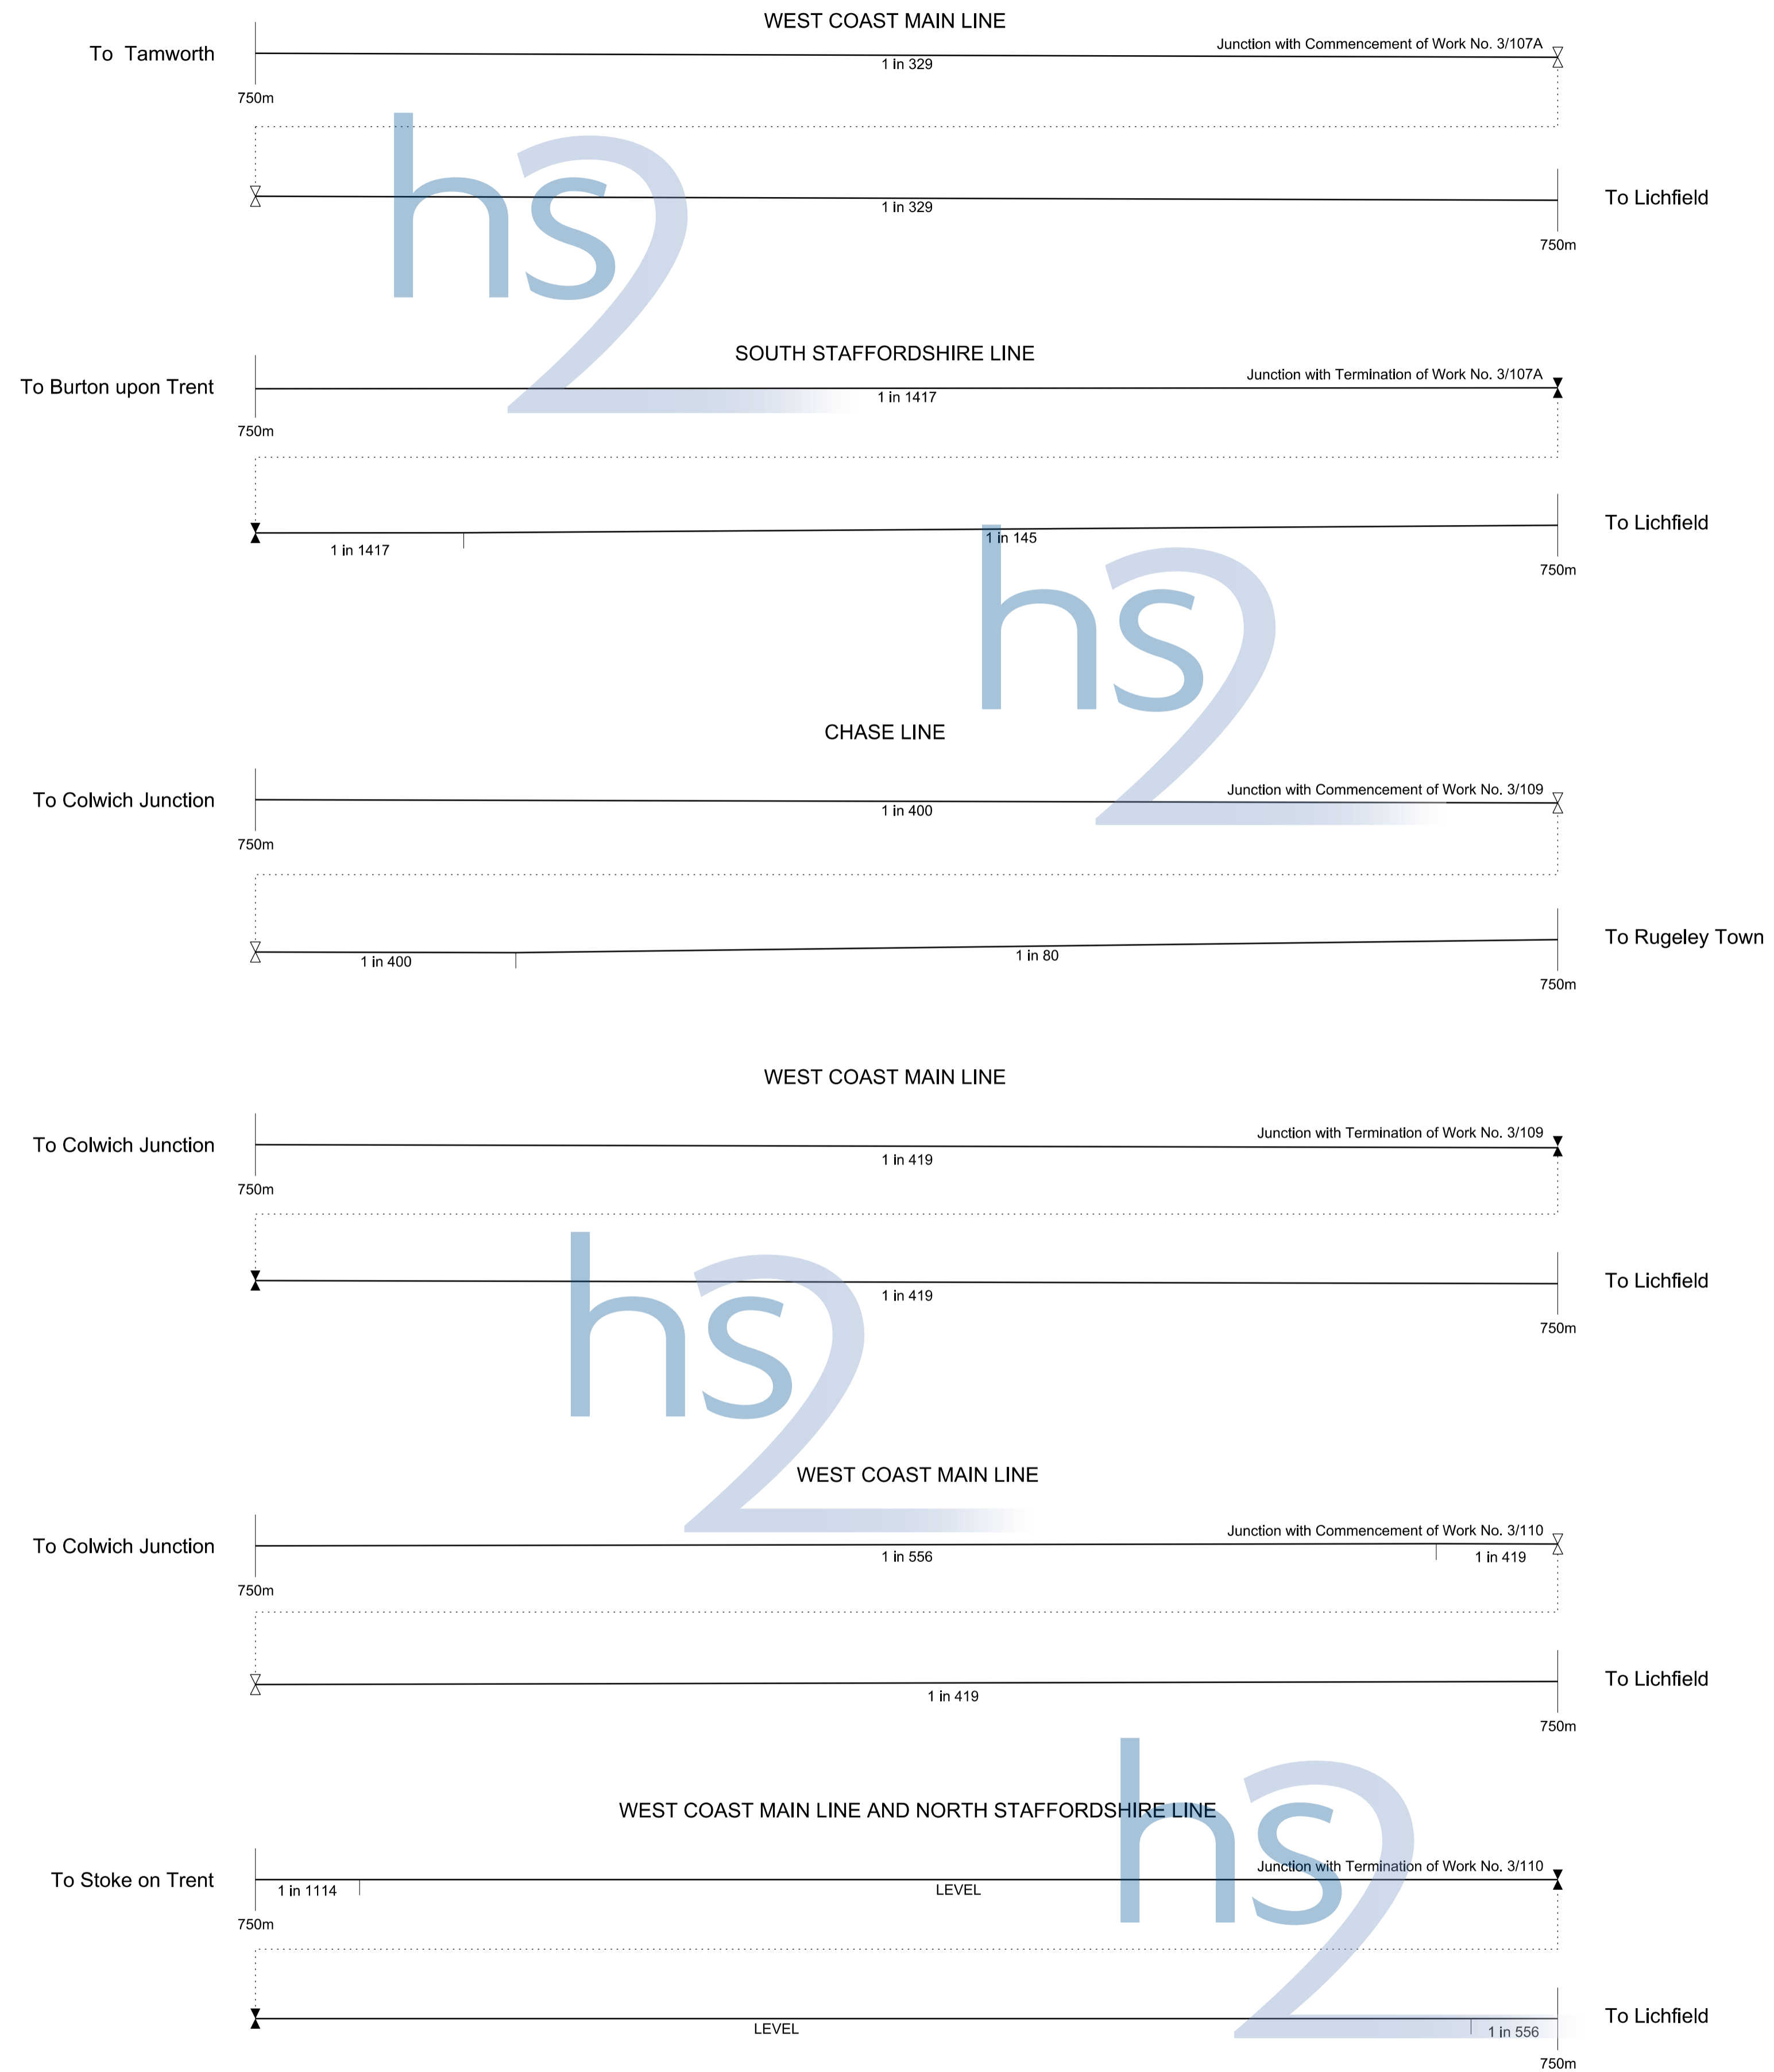 WEST COAST MAIN LINE
To Tamworth
Junction with Commencement of Work No. 3/107A
1 in 329
750m
hs2
1 in 329
To Lichfield
750m
SOUTH STAFFORDSHIRE LINE
To Burton upon Trent
Junction with Termination of Work No. 3/107A
1 in 1417
750m
1 in 1417
1 in 145
To Lichfield
750m
hs2
CHASE LINE
To Colwich Junction
Junction with Commencement of Work No. 3/109
1 in 400
750m
1 in 400
1 in 80
To Rugeley Town
750m
WEST COAST MAIN LINE
To Colwich Junction
Junction with Termination of Work No. 3/109
1 in 419
750m
hs2
1 in 419
To Lichfield
750m
WEST COAST MAIN LINE
To Colwich Junction
Junction with Commencement of Work No. 3/110
1 in 556
1 in 419
750m
1 in 419
To Lichfield
750m
hs2
WEST COAST MAIN LINE AND NORTH STAFFORDSHIRE LINE
To Stoke on Trent
Junction with Termination of Work No. 3/110
1 in 1114
LEVEL
750m
LEVEL
1 in 556
To Lichfield
750m